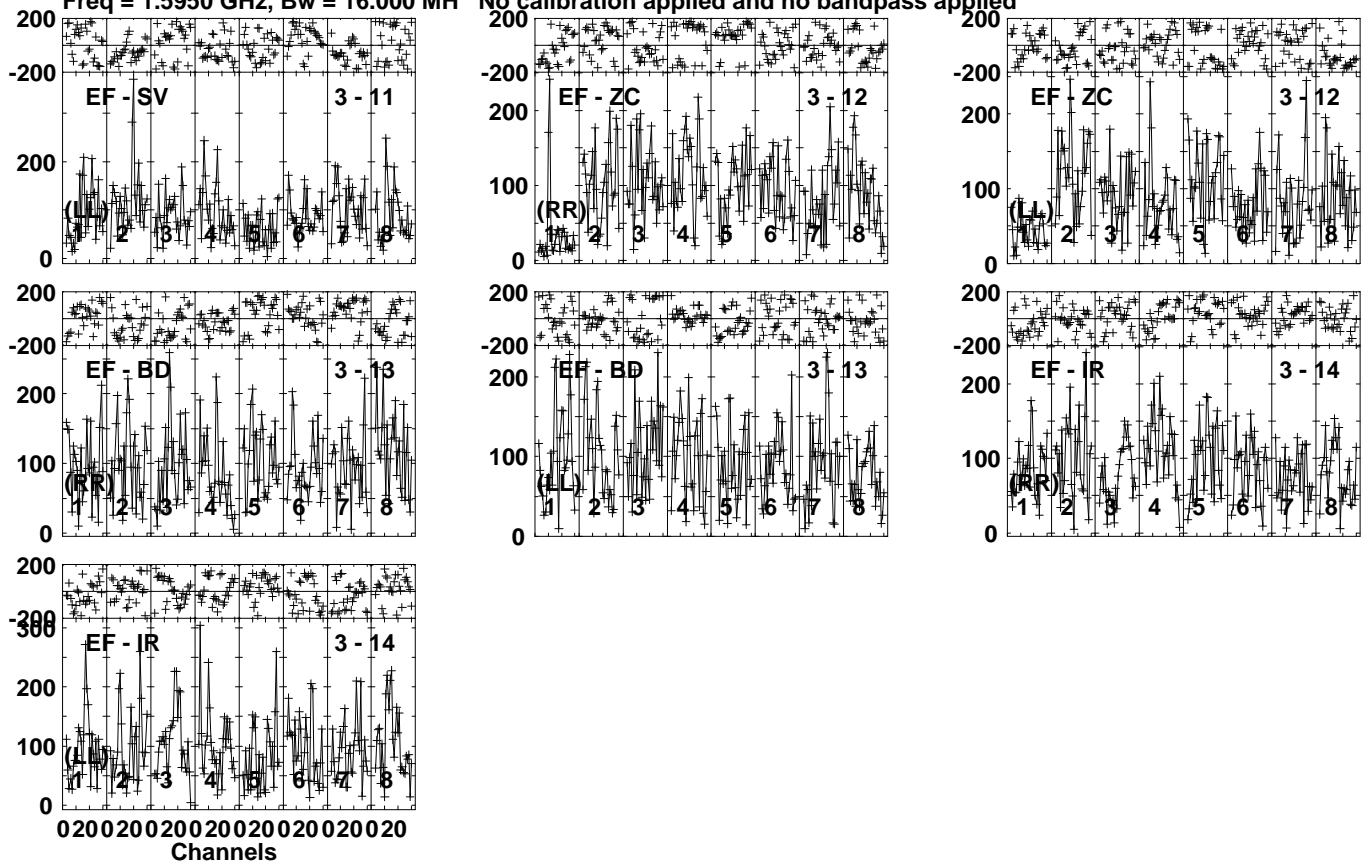 Freq = 1.5950 GHz, Bw = 16.000 MH No calibration applied and no bandpass applied
200
-200
EF - SV 3 - 11
200
(LL)
1 2 3 4 5 6 7 8
0
200
-200
EF - ZC 3 - 12
200
100
(RR)
1 2 3 4 5 6 7 8
0
200
-200
EF - ZC 3 - 12
200
100
(LL)
1 2 3 4 5 6 7 8
0
200
-200
EF - BD 3 - 13
200
100
(RR)
1 2 3 4 5 6 7 8
0
200
-200
EF - BD 3 - 13
200
100
(LL)
1 2 3 4 5 6 7 8
0
200
-200
EF - IR 3 - 14
200
100
(RR)
1 2 3 4 5 6 7 8
0
200
-200
300
EF - IR 3 - 14
200
100
(LL)
1 2 3 4 5 6 7 8
0
0 20 0 20 0 20 0 20 0 20 0 20 0 20 0 20
Channels